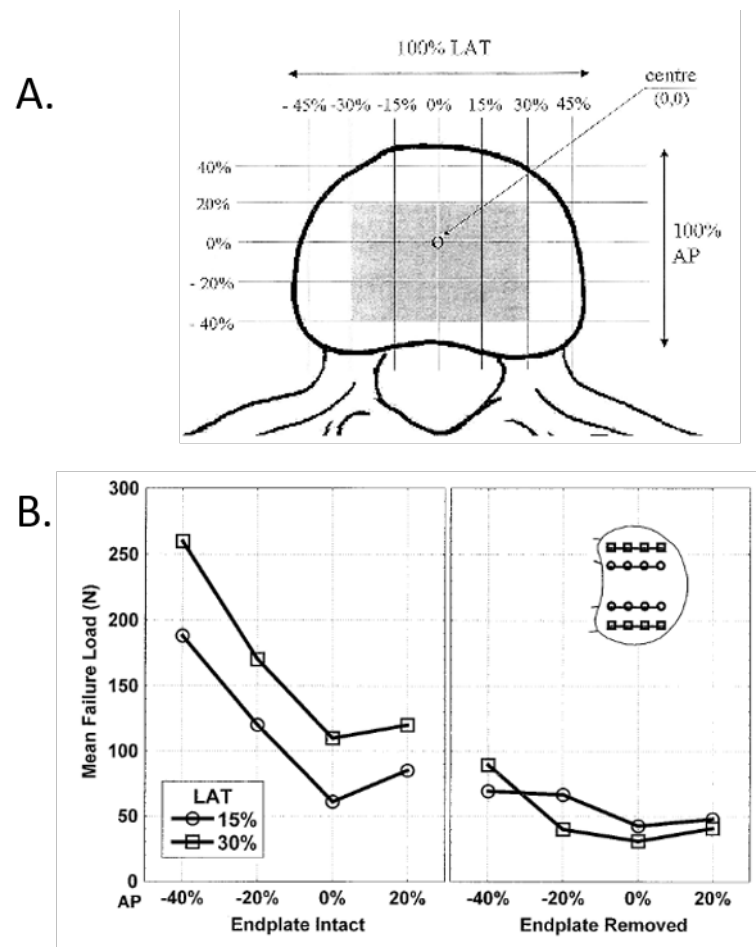 A.
100% LAT
centre
(0,0)
- 45% -30% -15% 0% 15% 30% 45%
40%
20%
0%
- 20%
- 40%
100%
AP
B.
Mean Failure Load (N)
300
250
200
150
100
50
0
LAT
15%
30%
AP
-40% -20% 0% 20%
-40% -20% 0% 20%
Endplate Intact
Endplate Removed